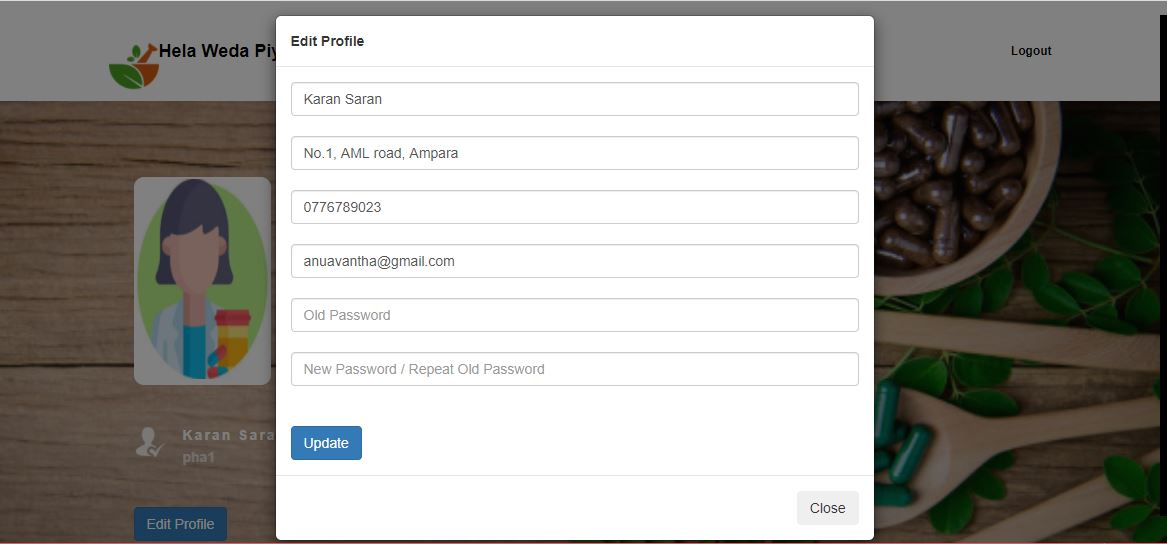 Hela Weda Piy
Logout
Edit Profile
Karan Saran
No.1, AML road, Ampara
0776789023
anuavantha@gmail.com
Old Password
New Password / Repeat Old Password
Update
Close
Karan Sara
pha1
Edit Profile